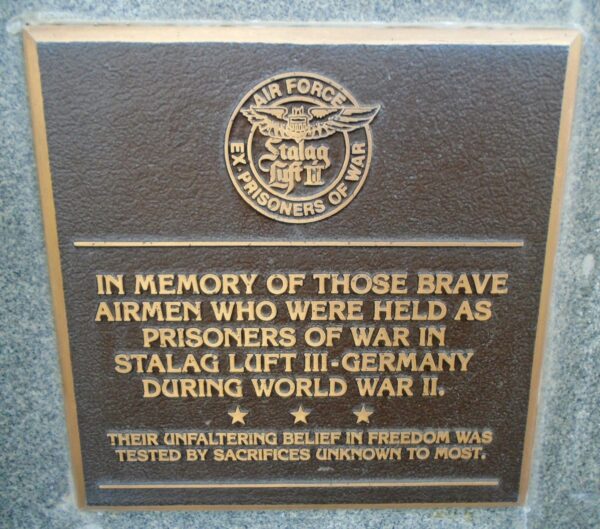 AIR FORCE
Stalag
Luft III
EX-PRISONERS OF WAR
IN MEMORY OF THOSE BRAVE
AIRMEN WHO WERE HELD AS
PRISONERS OF WAR IN
STALAG LUFT III - GERMANY
DURING WORLD WAR II.
THEIR UNFALTERING BELIEF IN FREEDOM WAS
TESTED BY SACRIFICES UNKNOWN TO MOST.